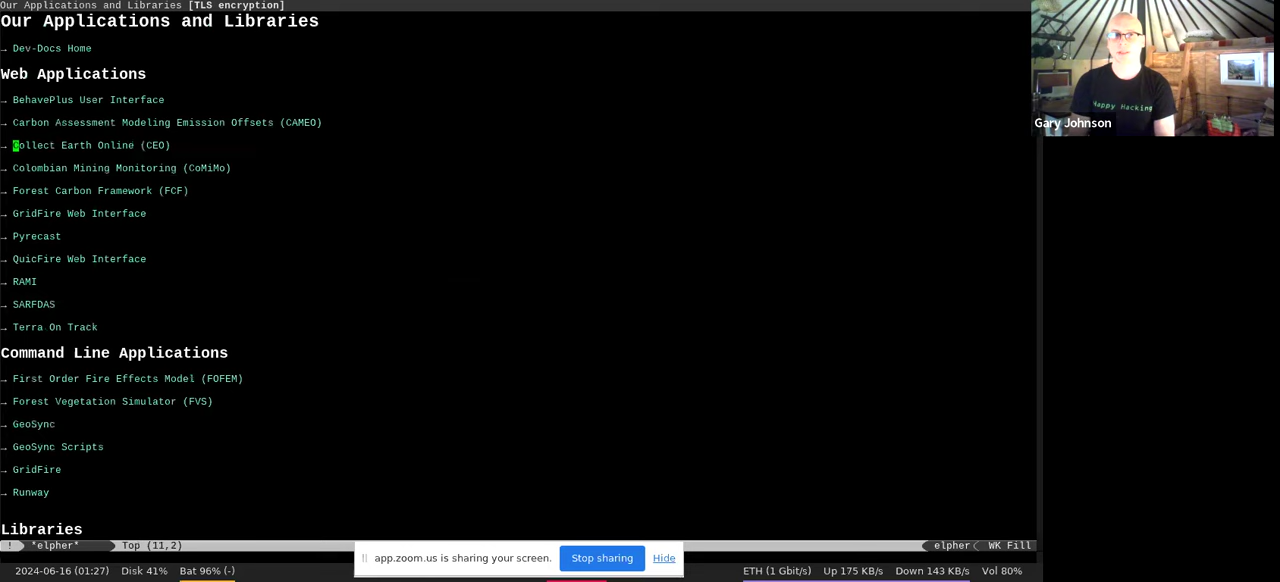 Our Applications and Libraries [TLS encryption]
Our Applications and Libraries
→ Dev-Docs Home
Web Applications
→ BehavePlus User Interface
→ Carbon Assessment Modeling Emission Offsets (CAMEO)
→ Collect Earth Online (CEO)
→ Colombian Mining Monitoring (CoMiMo)
→ Forest Carbon Framework (FCF)
→ GridFire Web Interface
→ Pyrecast
→ QuicFire Web Interface
→ RAMI
→ SARFDAS
→ Terra On Track
Command Line Applications
→ First Order Fire Effects Model (FOFEM)
→ Forest Vegetation Simulator (FVS)
→ GeoSync
→ GeoSync Scripts
→ GridFire
→ Runway
Libraries
! *elpher* Top (11,2) elpher WK Fill
app.zoom.us is sharing your screen. Stop sharing Hide
2024-06-16 (01:27) Disk 41% Bat 96% (-) ETH (1 Gbit/s) Up 175 KB/s Down 143 KB/s Vol 80%
Happy Hacking
Gary Johnson